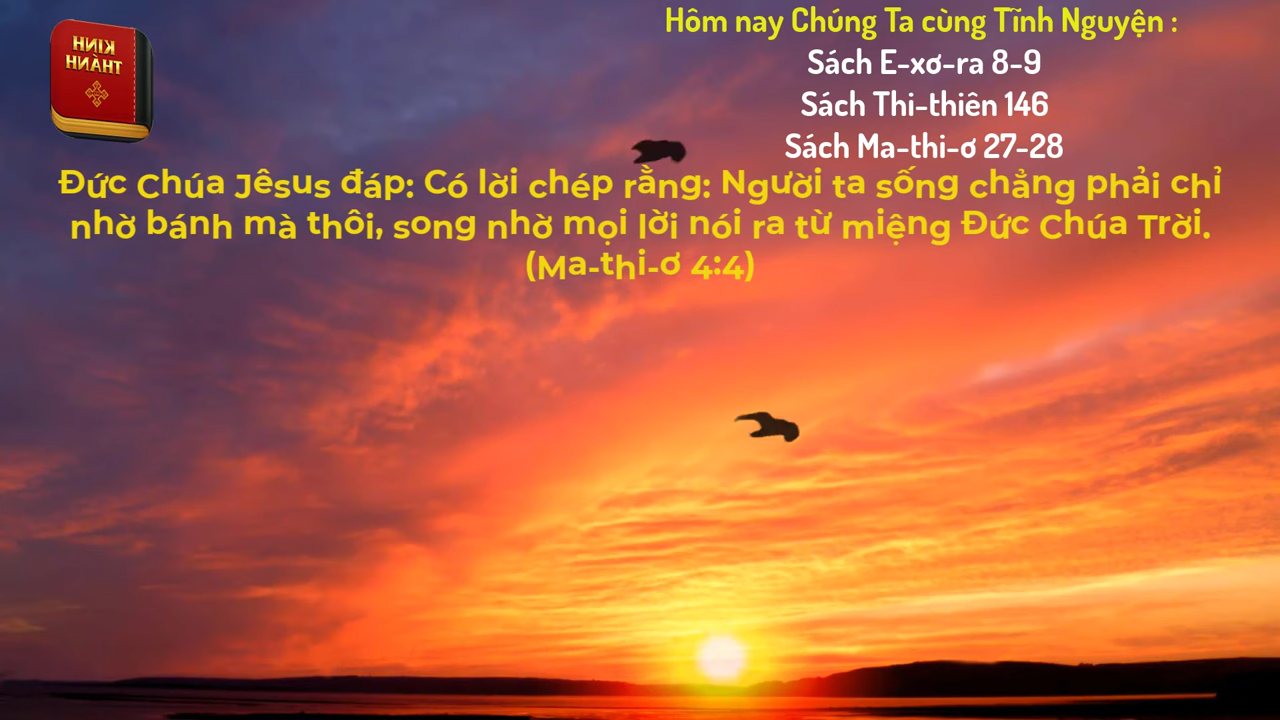 KINH
THÁNH
Hôm nay Chúng Ta cùng Tĩnh Nguyện :
Sách E-xơ-ra 8-9
Sách Thi-thiên 146
Sách Ma-thi-ơ 27-28
Đức Chúa Jêsus đáp: Có lời chép rằng: Người ta sống chẳng phải chỉ
nhờ bánh mà thôi, song nhờ mọi lời nói ra từ miệng Đức Chúa Trời.
(Ma-thi-ơ 4:4)